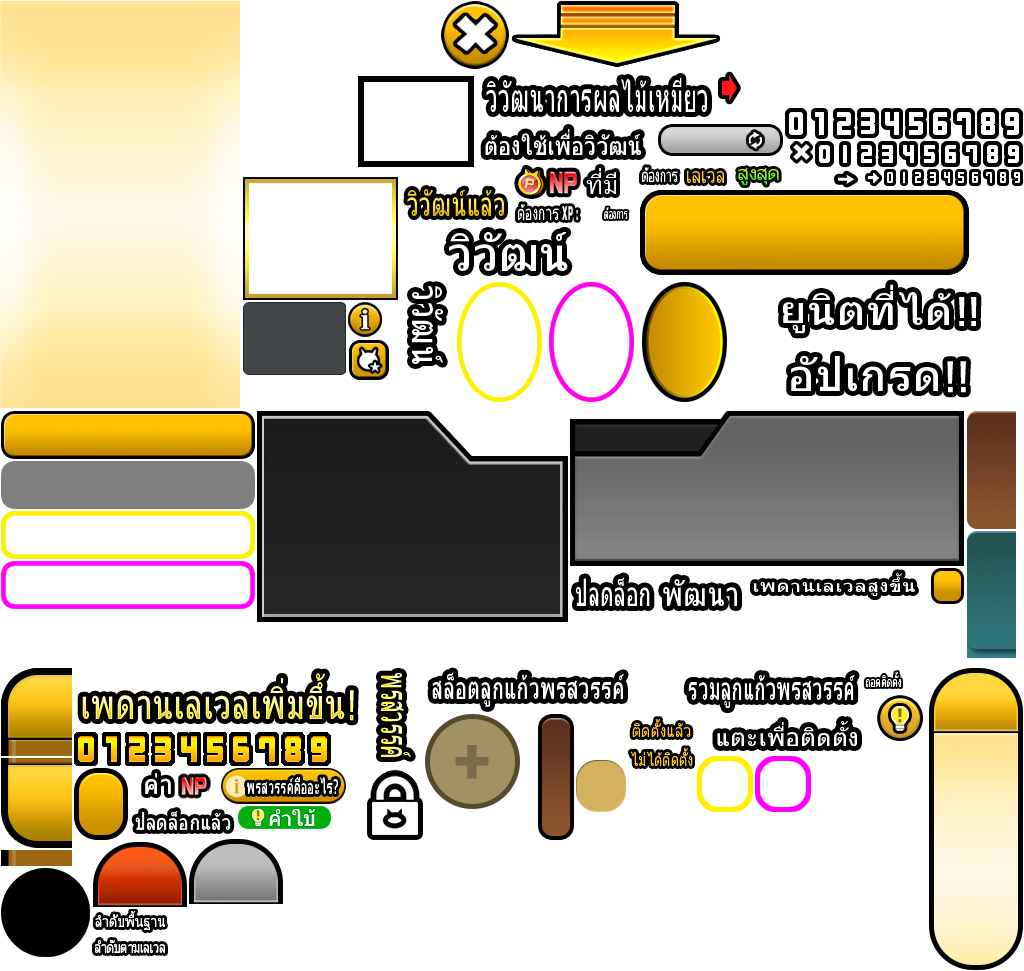 วิวัฒนาการผลไม้เหมียว
0123456789
ต้องใช้เพื่อวิวัฒน์
×0123456789
ต้องการ เลเวล สูงสุด
0123456789
P NP ที่มี
วิวัฒน์แล้ว
ต้องการ XP:
ต้องการ
วิวัฒน์
i
วิวัฒน์
ยูนิตที่ได้!!
อัปเกรด!!
ปลดล็อก พัฒนา
เพดานเลเวลสูงขึ้น
พรสวรรค์
สล็อตลูกแก้วพรสวรรค์
รวมลูกแก้วพรสวรรค์
ถอดติดตั้ง
เพดานเลเวลเพิ่มขึ้น!
0123456789
ติดตั้งแล้ว
แตะเพื่อติดตั้ง
ไม่ได้ติดตั้ง
ค่า NP
i พรสวรรค์คืออะไร?
ปลดล็อกแล้ว
คำใบ้
ลำดับพื้นฐาน
ลำดับตามเลเวล